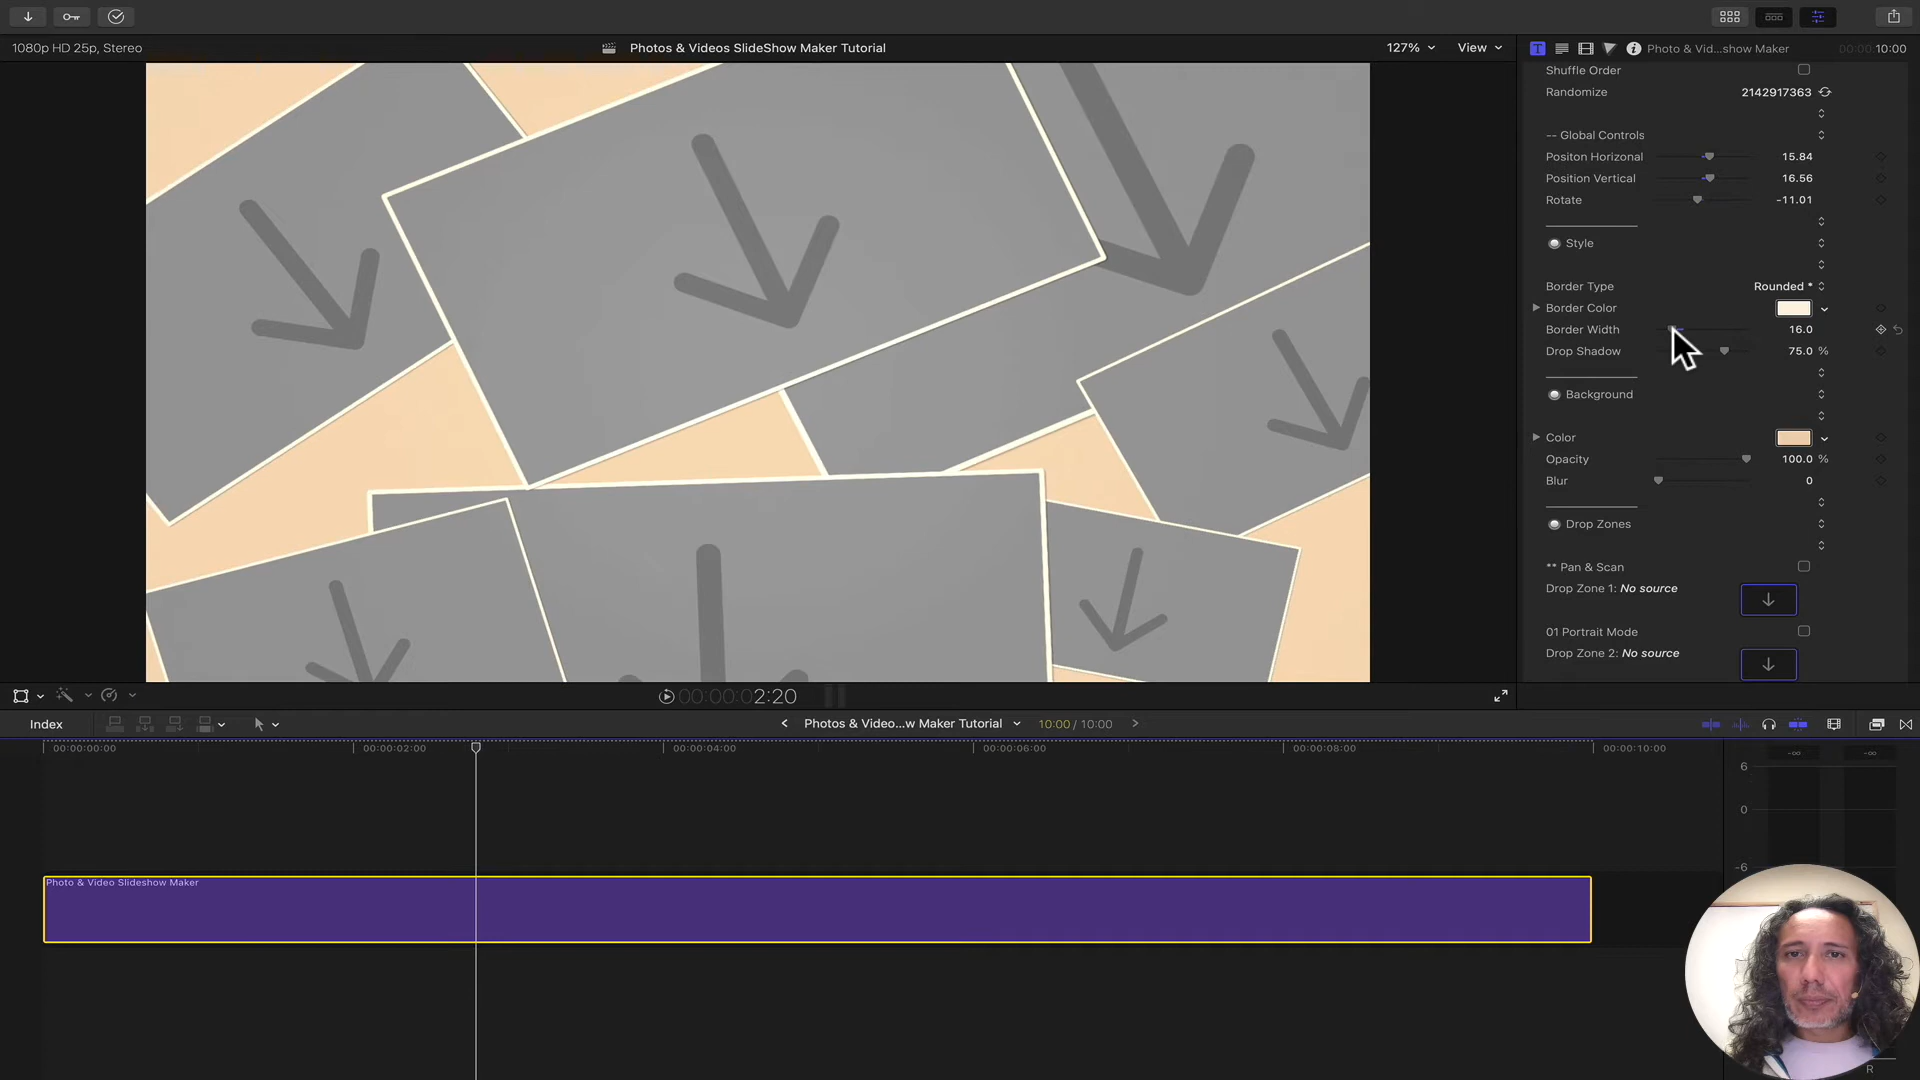 1080p HD 25p, Stereo
Photos & Videos SlideShow Maker Tutorial
127%
View
Photo & Vid...show Maker
00:00:10:00
Shuffle Order
Randomize 2142917363
-- Global Controls
Positon Horizonal 15.84
Position Vertical 16.56
Rotate -11.01
Style
Border Type Rounded *
Border Color
Border Width 16.0
Drop Shadow 75.0 %
Background
Color
Opacity 100.0 %
Blur 0
Drop Zones
** Pan & Scan
Drop Zone 1: No source
01 Portrait Mode
Drop Zone 2: No source
00:00:02:20
Index
Photos & Video...w Maker Tutorial
10:00 / 10:00
00:00:00:00
00:00:02:00
00:00:04:00
00:00:06:00
00:00:08:00
00:00:10:00
-∞ -∞
6
0
-6
Photo & Video Slideshow Maker
R